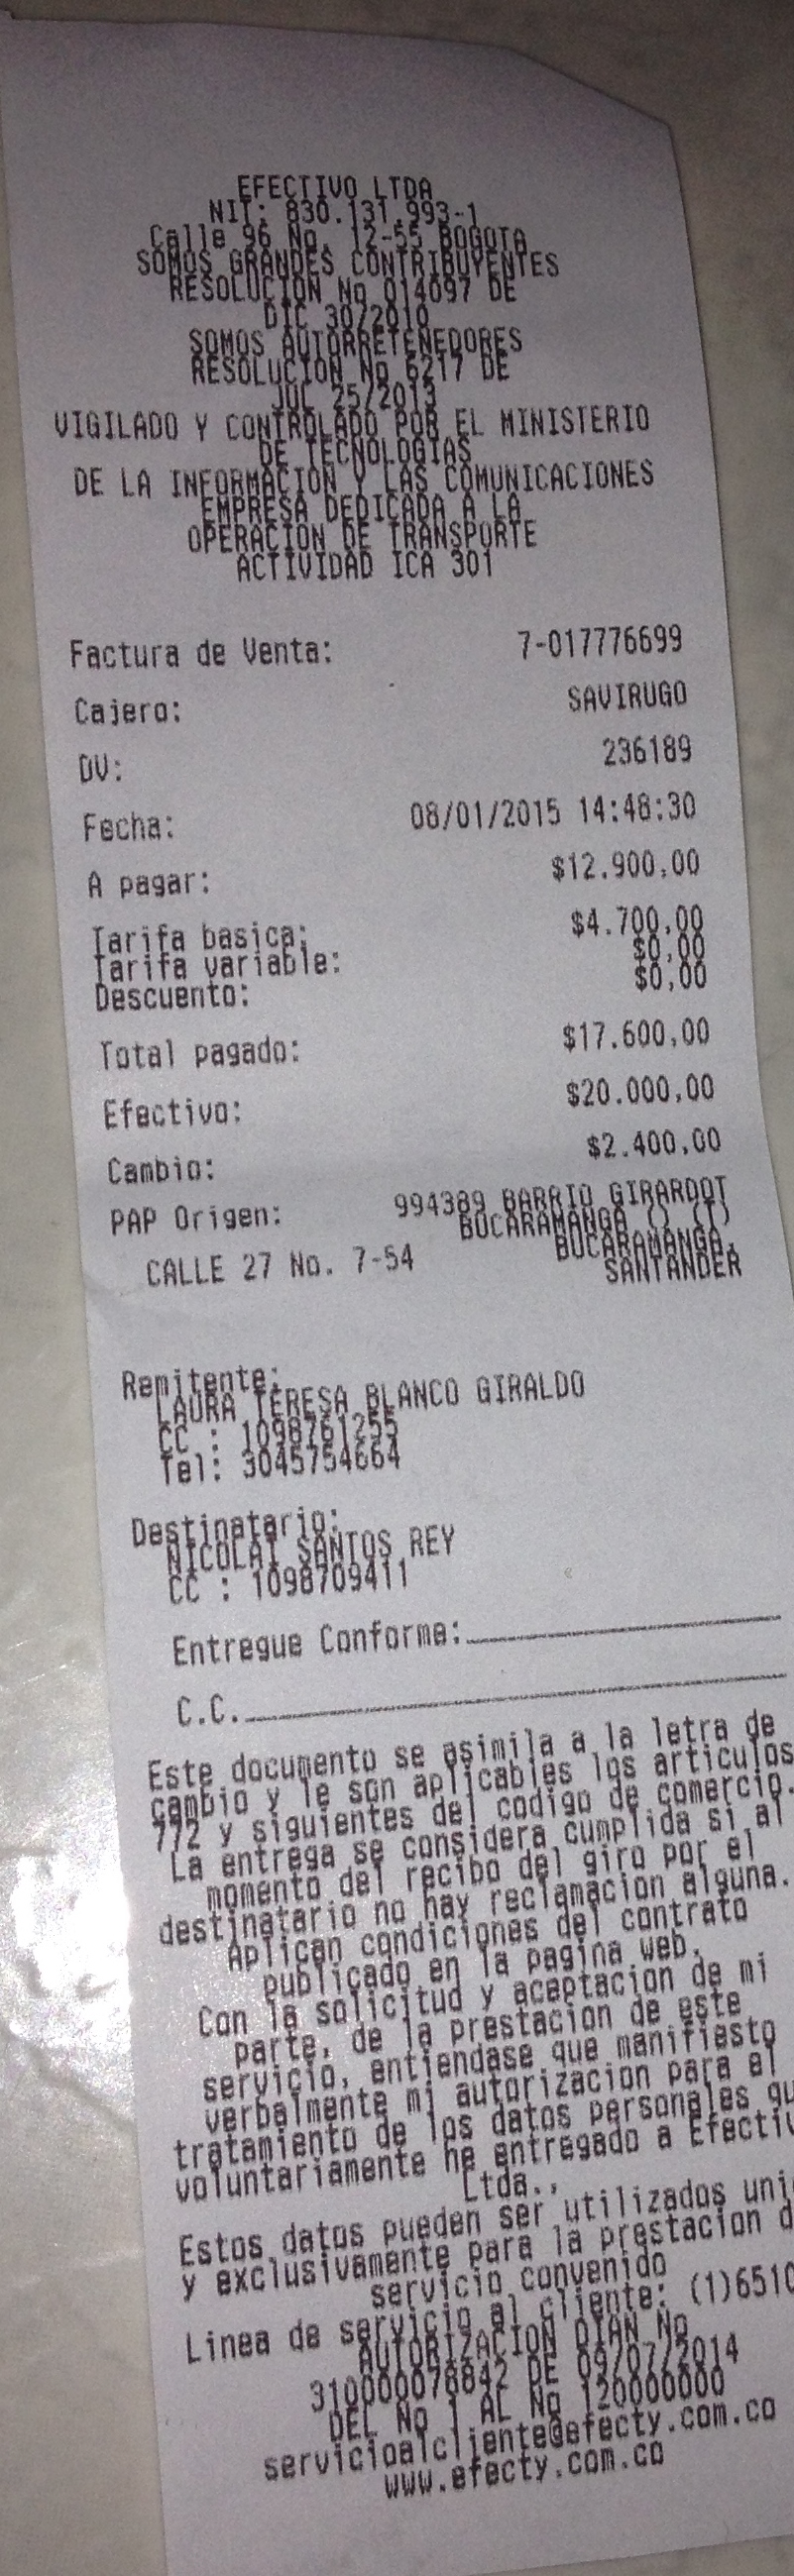 EFECTIVO LTDA
NIT: 830.131.993-1
Calle 96 No. 12-55 BOGOTA
SOMOS GRANDES CONTRIBUYENTES
RESOLUCION No 014097 DE
DIC 30/2010
SOMOS AUTORRETENEDORES
RESOLUCION No 6217 DE
JUL 25/2013
VIGILADO Y CONTROLADO POR EL MINISTERIO
DE TECNOLOGIAS
DE LA INFORMACION Y LAS COMUNICACIONES
EMPRESA DEDICADA A LA
OPERACION DE TRANSPORTE
ACTIVIDAD ICA 301
Factura de Venta: 7-017776699
Cajero: SAVIRUGO
DV: 236189
Fecha: 08/01/2015 14:48:30
A pagar: $12.900,00
Tarifa basica: $4.700,00
Tarifa variable: $0,00
Descuento: $0,00
Total pagado: $17.600,00
Efectivo: $20.000,00
Cambio: $2.400,00
PAP Origen: 994389 BARRIO GIRARDOT
BUCARAMANGA () (T)
BUCARAMANGA,
CALLE 27 No. 7-54 SANTANDER
Remitente:
LAURA TERESA BLANCO GIRALDO
CC : 1098761255
Tel: 3045754664
Destinatario:
NICOLAI SANTOS REY
CC : 1098709411
Entregue Conforme:
C.C.
Este documento se asimila a la letra de
cambio y le son aplicables los articulos
772 y siguientes del codigo de comercio.
La entrega se considera cumplida si al
momento del recibo del giro por el
destinatario no hay reclamacion alguna.
Aplican condiciones del contrato
publicado en la pagina web.
Con la solicitud y aceptacion de mi
parte, de la prestacion de este
servicio, entiendase que manifiesto
verbalmente mi autorizacion para el
tratamiento de los datos personales qu
voluntariamente he entregado a Efectiv
Ltda.,
Estos datos pueden ser utilizados uni
y exclusivamente para la prestacion d
servicio convenido
Linea de servicio al cliente: (1)6510
AUTORIZACION DIAN No
310000078842 DE 09/07/2014
DEL No 1 AL No 120000000
servicioalcliente@efecty.com.co
www.efecty.com.co